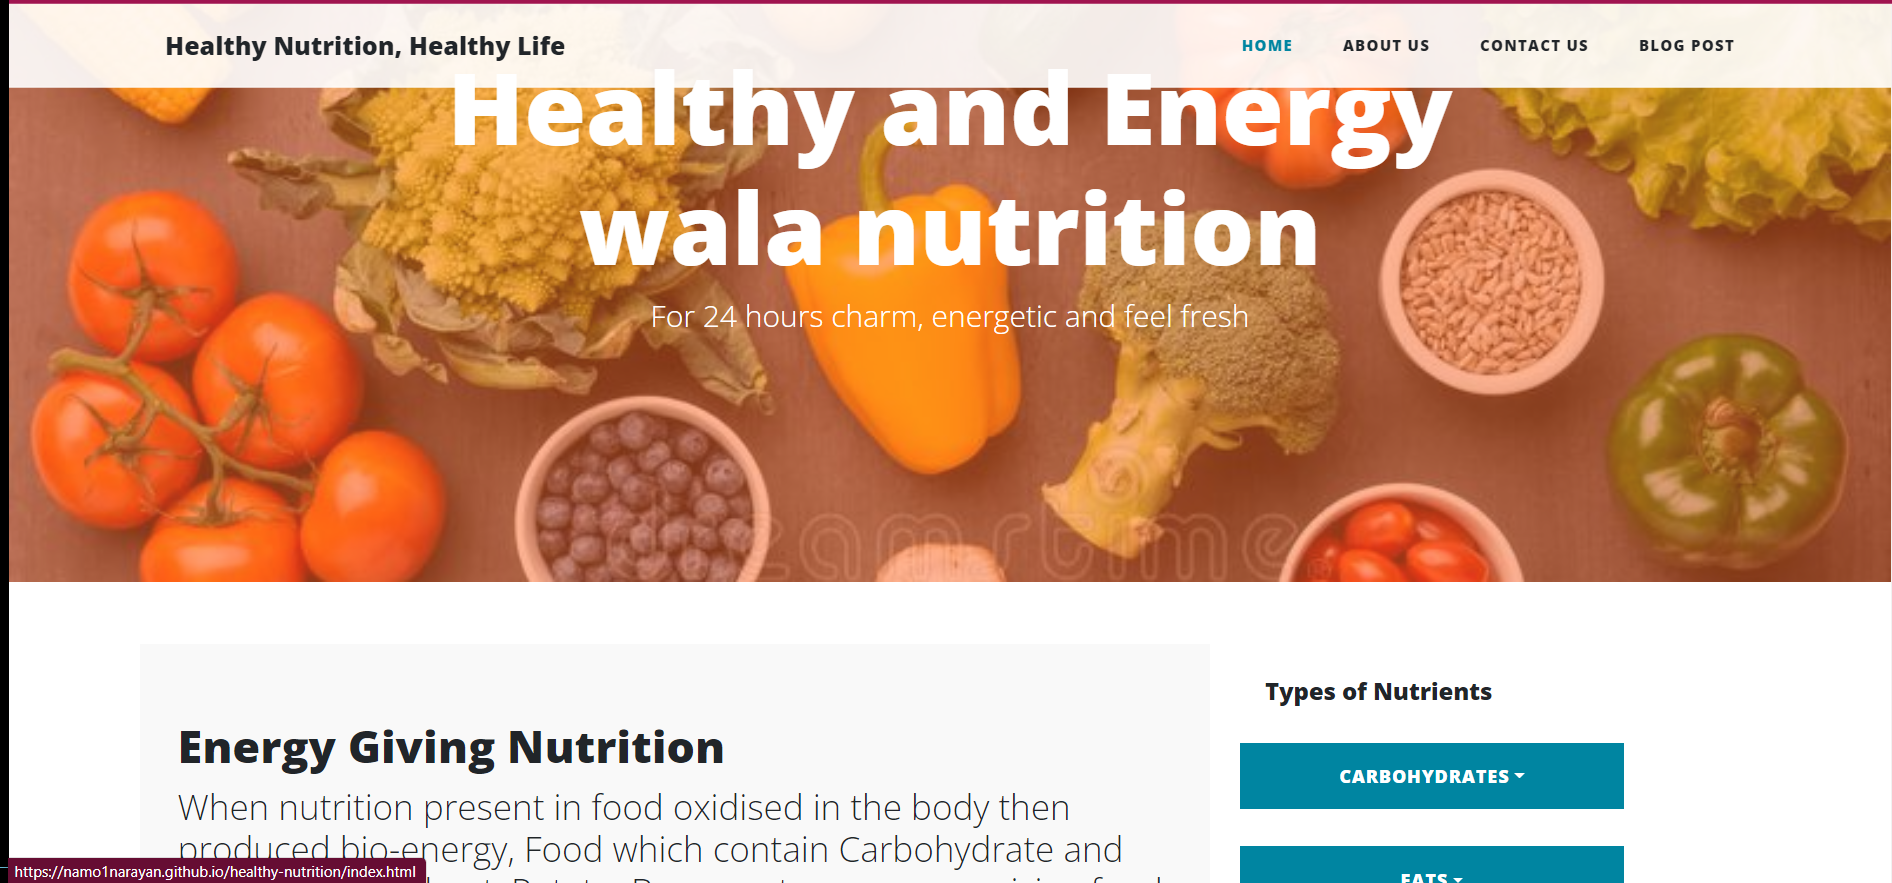 Healthy Nutrition, Healthy Life
HOME ABOUT US CONTACT US BLOG POST
Healthy and Energy
wala nutrition
For 24 hours charm, energetic and feel fresh
dreamstime
Energy Giving Nutrition
When nutrition present in food oxidised in the body then
produced bio-energy, Food which contain Carbohydrate and
Types of Nutrients
CARBOHYDRATES
FATS
https://namo1narayan.github.io/healthy-nutrition/index.html